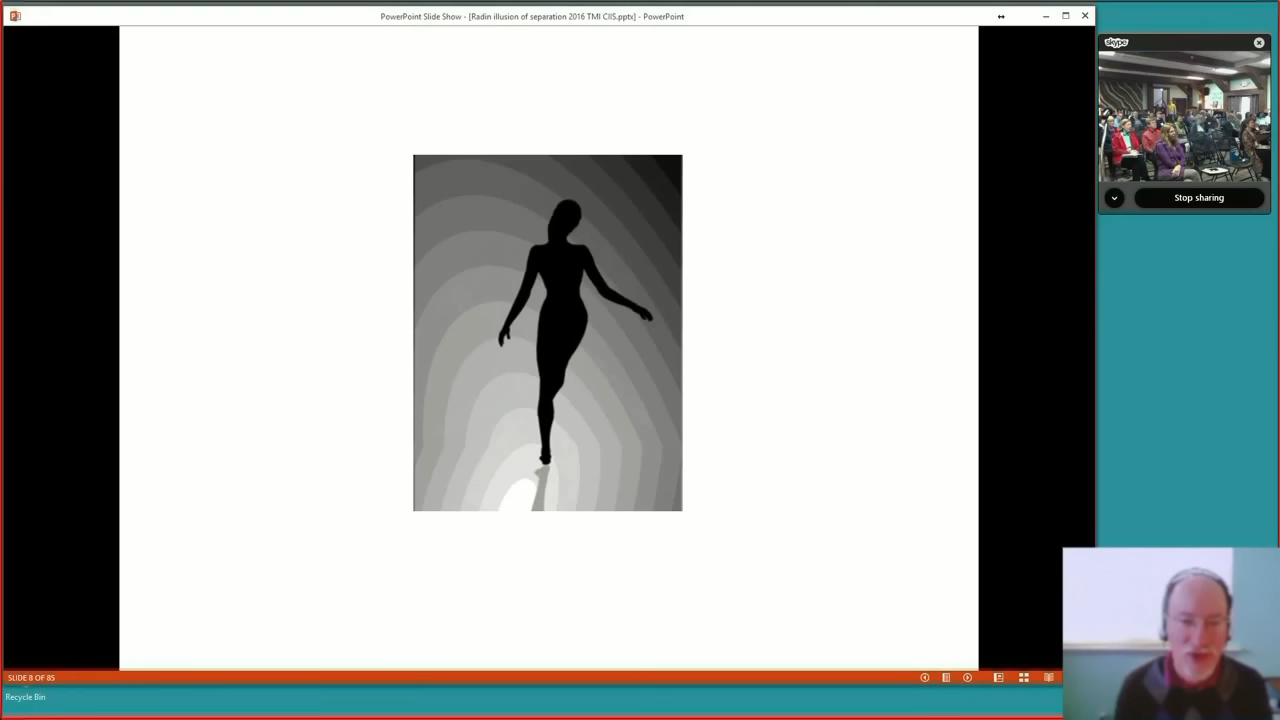 PowerPoint Slide Show - [Radin illusion of separation 2016 TMI CIIS.pptx] - PowerPoint
skype
Stop sharing
SLIDE 8 OF 85
Recycle Bin